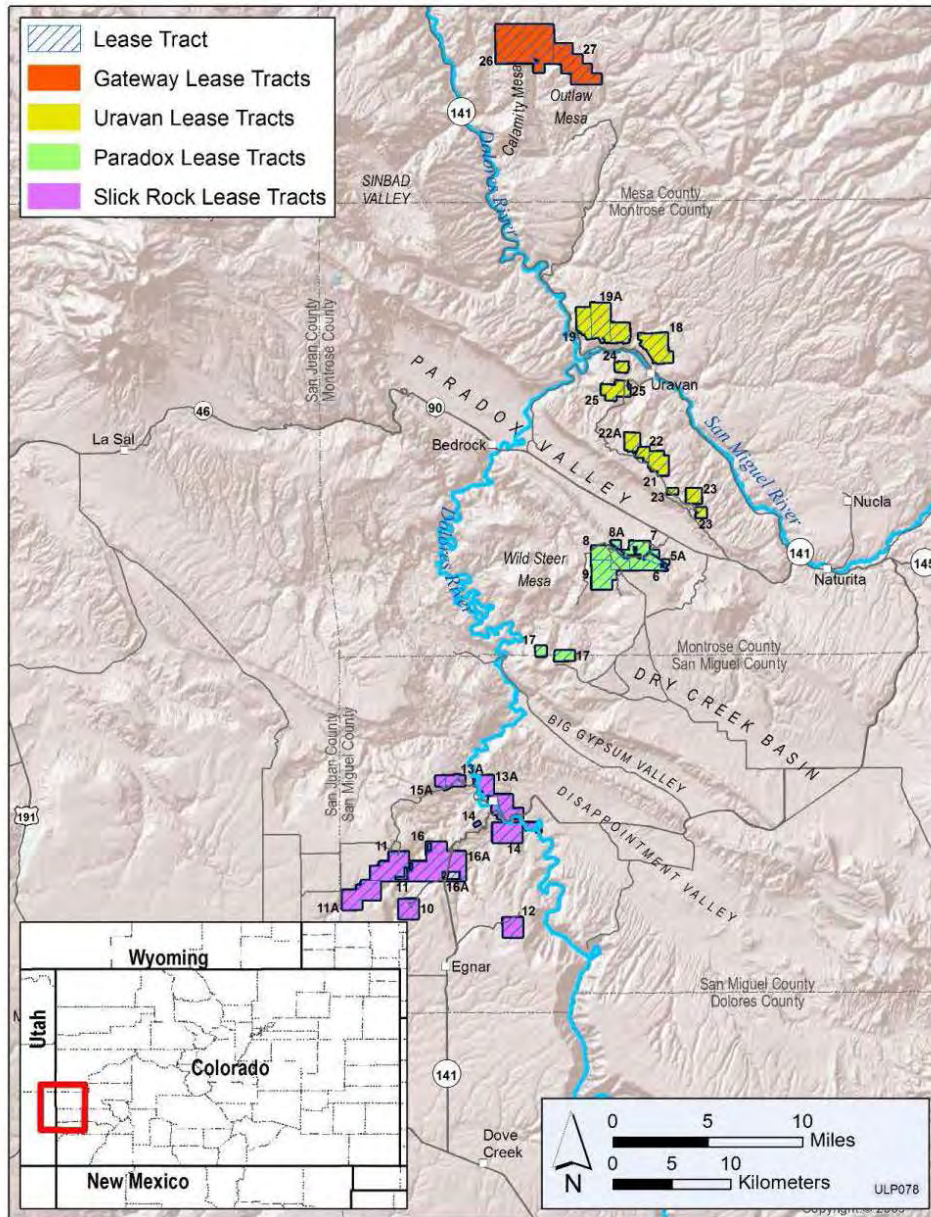 Lease Tract
Gateway Lease Tracts
Uravan Lease Tracts
Paradox Lease Tracts
Slick Rock Lease Tracts
26
27
Calamity Mesa
Outlaw
Mesa
141
Dolores River
SINBAD
VALLEY
Mesa County
Montrose County
19A
19
18
24
Uravan
25
25
San Juan County
Montrose County
PARADOX VALLEY
90
46
La Sal
Bedrock
22A
22
21
23
23
23
San Miguel River
Nucla
141
145
Naturita
Dolores River
Wild Steer
Mesa
8A
7
8
5A
6
9
17
17
Montrose County
San Miguel County
DRY CREEK BASIN
BIG GYPSUM VALLEY
DISAPPOINTMENT VALLEY
San Juan County
San Miguel County
191
13A
13A
15A
14
14
16
16A
11
11
16A
11A
10
12
Egnar
San Miguel County
Dolores County
141
Dove
Creek
Wyoming
Utah
Colorado
New Mexico
N
0 5 10
Miles
0 5 10
Kilometers
ULP078